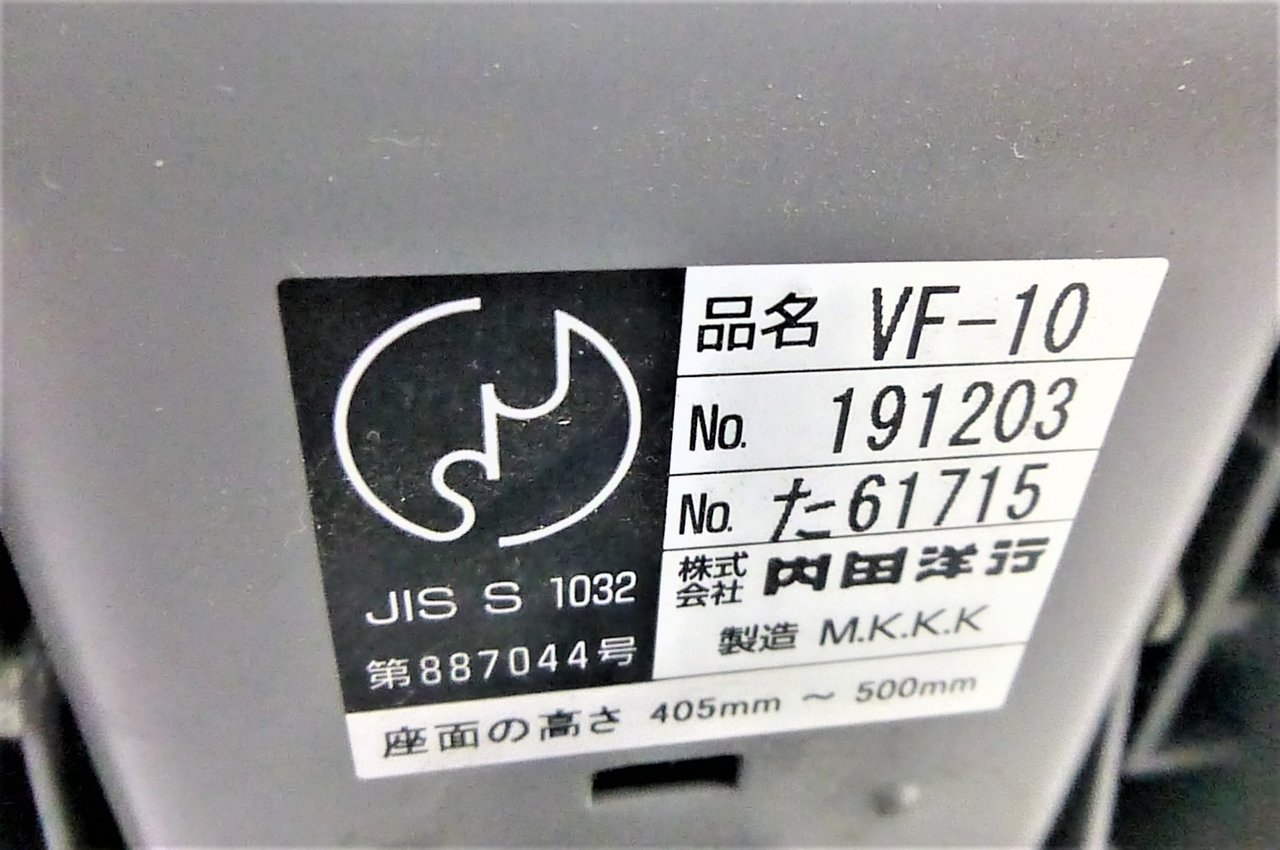 JIS S 1032
第887044号
品名 VF-10
No. 191203
No. た61715
株式会社 内田洋行
製造 M.K.K.K
座面の高さ 405mm ～ 500mm